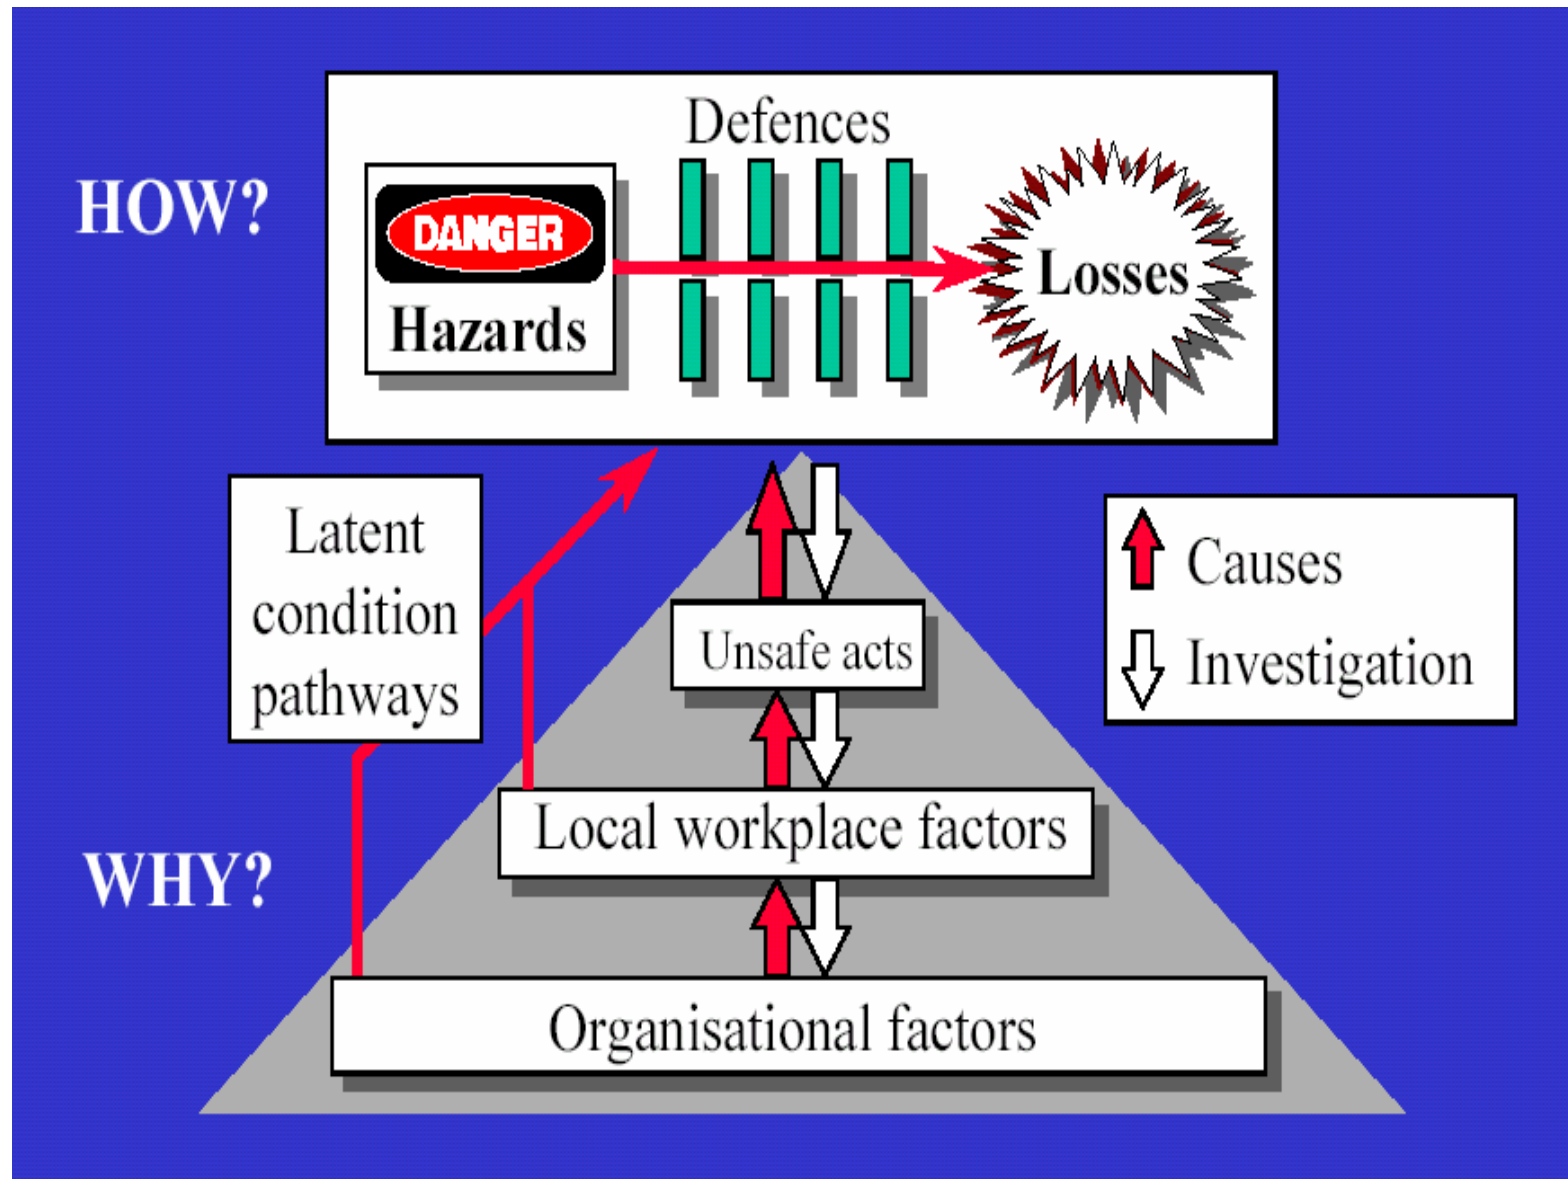 HOW?
Defences
DANGER
Hazards
Losses
Latent
condition
pathways
Causes
Investigation
Unsafe acts
Local workplace factors
WHY?
Organisational factors